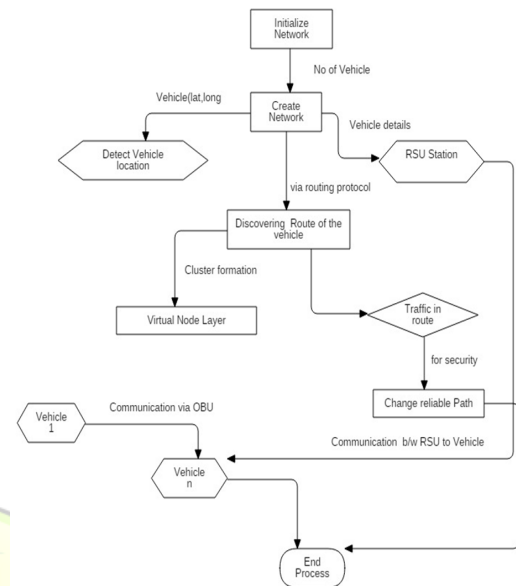 Initialize
Network
No of Vehicle
Vehicle(lat,long
Create
Network
Vehicle details
Detect Vehicle
location
RSU Station
via routing protocol
Discovering Route of the
vehicle
Cluster formation
Virtual Node Layer
Traffic in
route
for security
Change reliable Path
Vehicle
1
Communication via OBU
Communication b/w RSU to Vehicle
Vehicle
n
End
Process